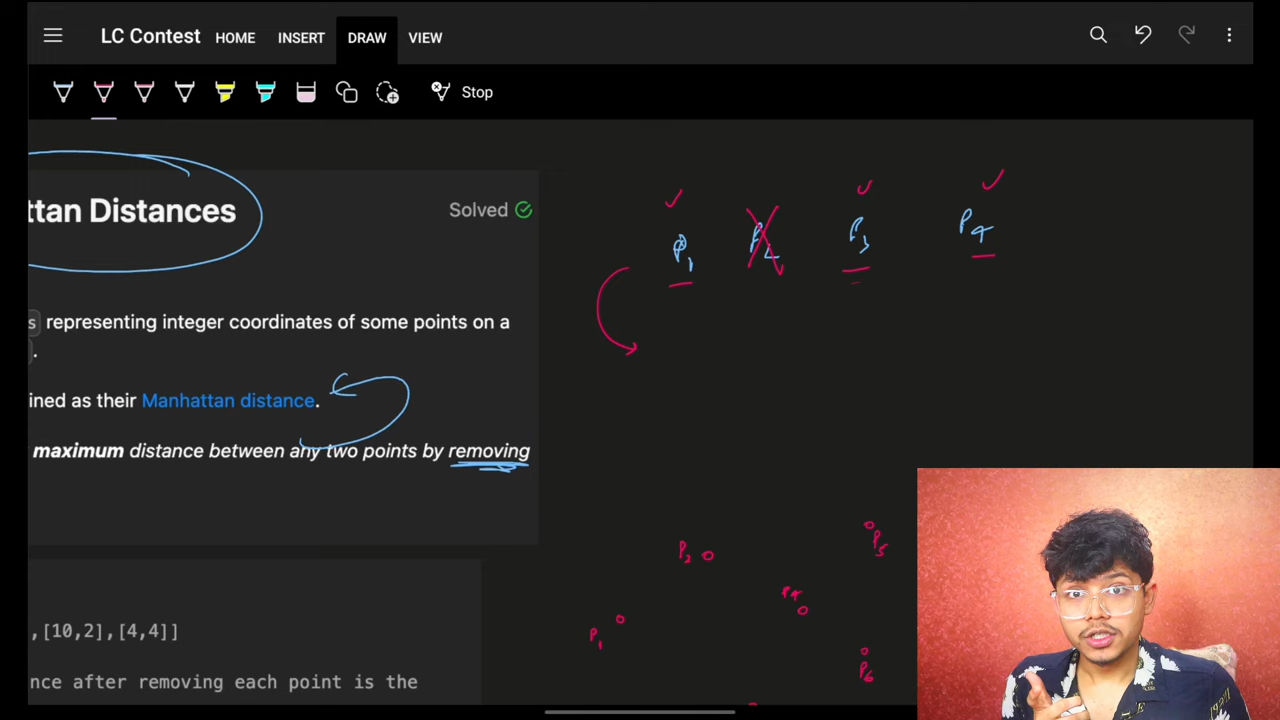 LC Contest HOME INSERT DRAW VIEW
Stop
ttan Distances
Solved
P1 P2 P3 P4
s representing integer coordinates of some points on a
.
ined as their Manhattan distance.
maximum distance between any two points by removing
P2
P5
P4
P1
P6
,[10,2],[4,4]]
nce after removing each point is the